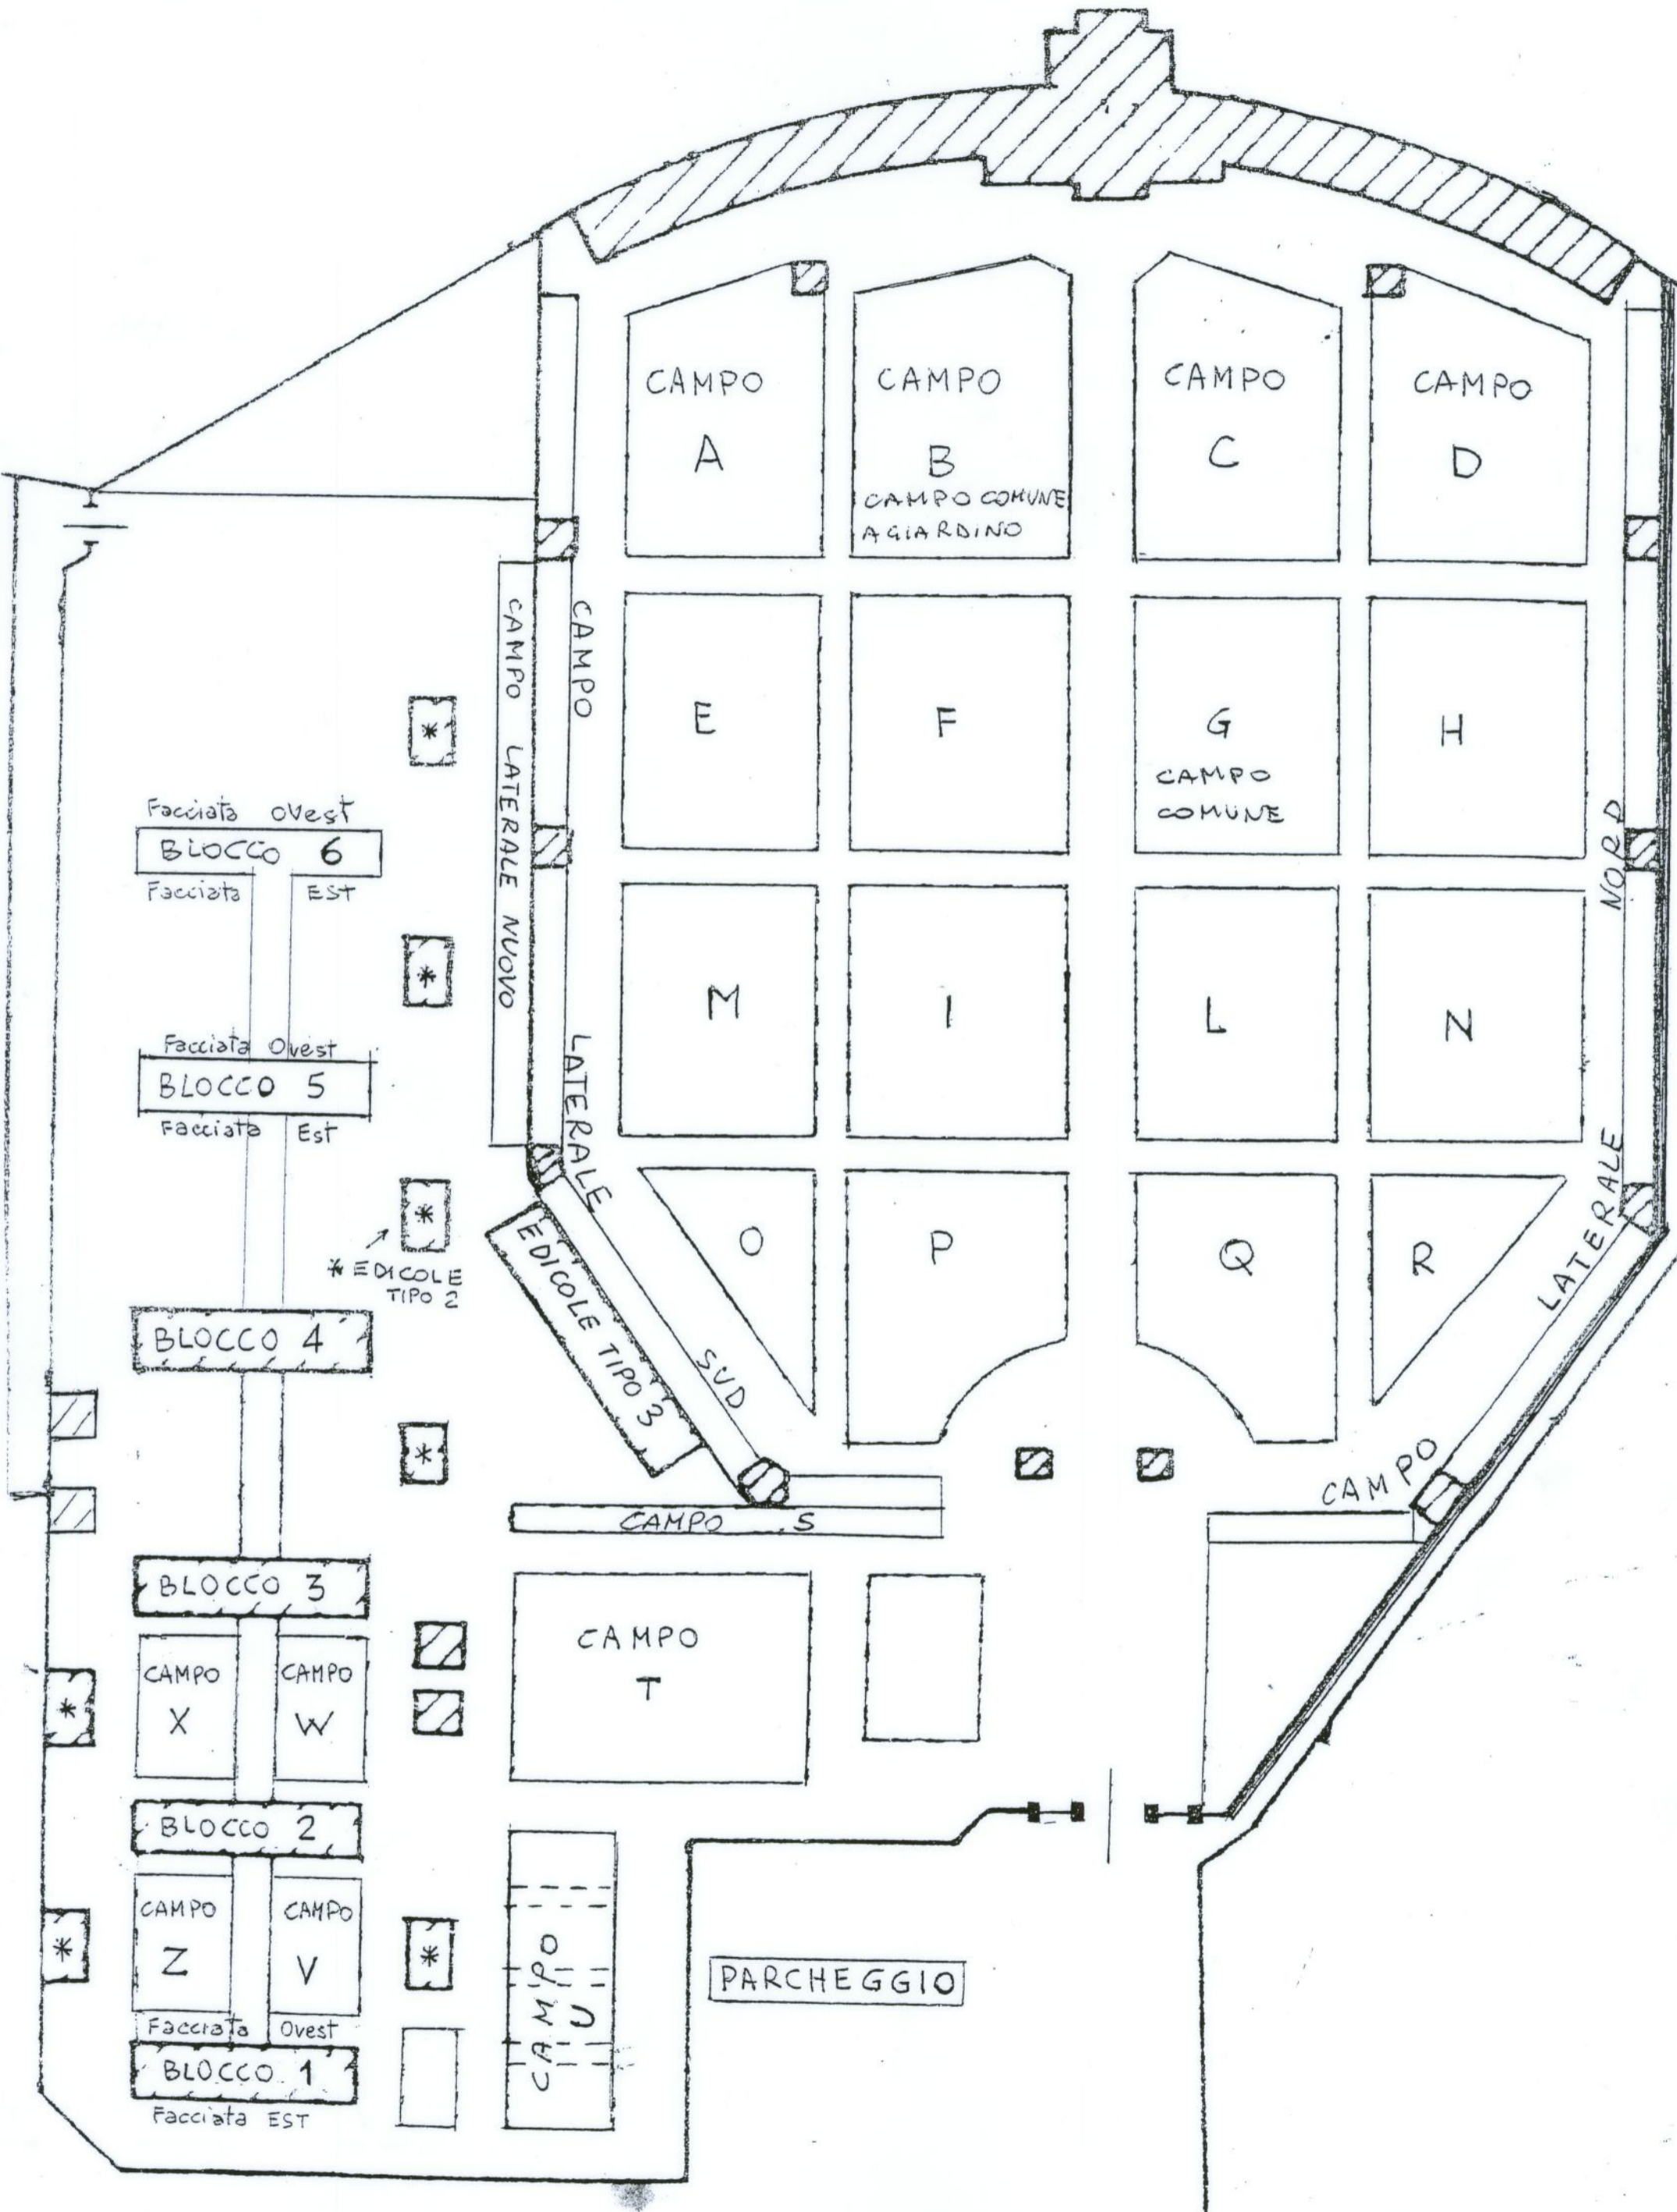 CAMPO
A
CAMPO
B
CAMPO COMUNE
A GIARDINO
CAMPO
C
CAMPO
D
CAMPO
LATERALE
SUD
CAMPO LATERALE NUOVO
E
F
G
CAMPO
COMUNE
H
NORD
LATERALE
CAMPO
M
I
L
N
O
P
Q
R
*
Facciata Ovest
BLOCCO 6
Facciata EST
*
Facciata Ovest
BLOCCO 5
Facciata Est
*
* EDICOLE
TIPO 2
EDICOLE TIPO 3
BLOCCO 4
*
CAMPO S
BLOCCO 3
CAMPO
X
CAMPO
W
CAMPO
T
*
BLOCCO 2
CAMPO
Z
CAMPO
V
*
*
CAMPO
U
PARCHEGGIO
Facciata Ovest
BLOCCO 1
Facciata EST